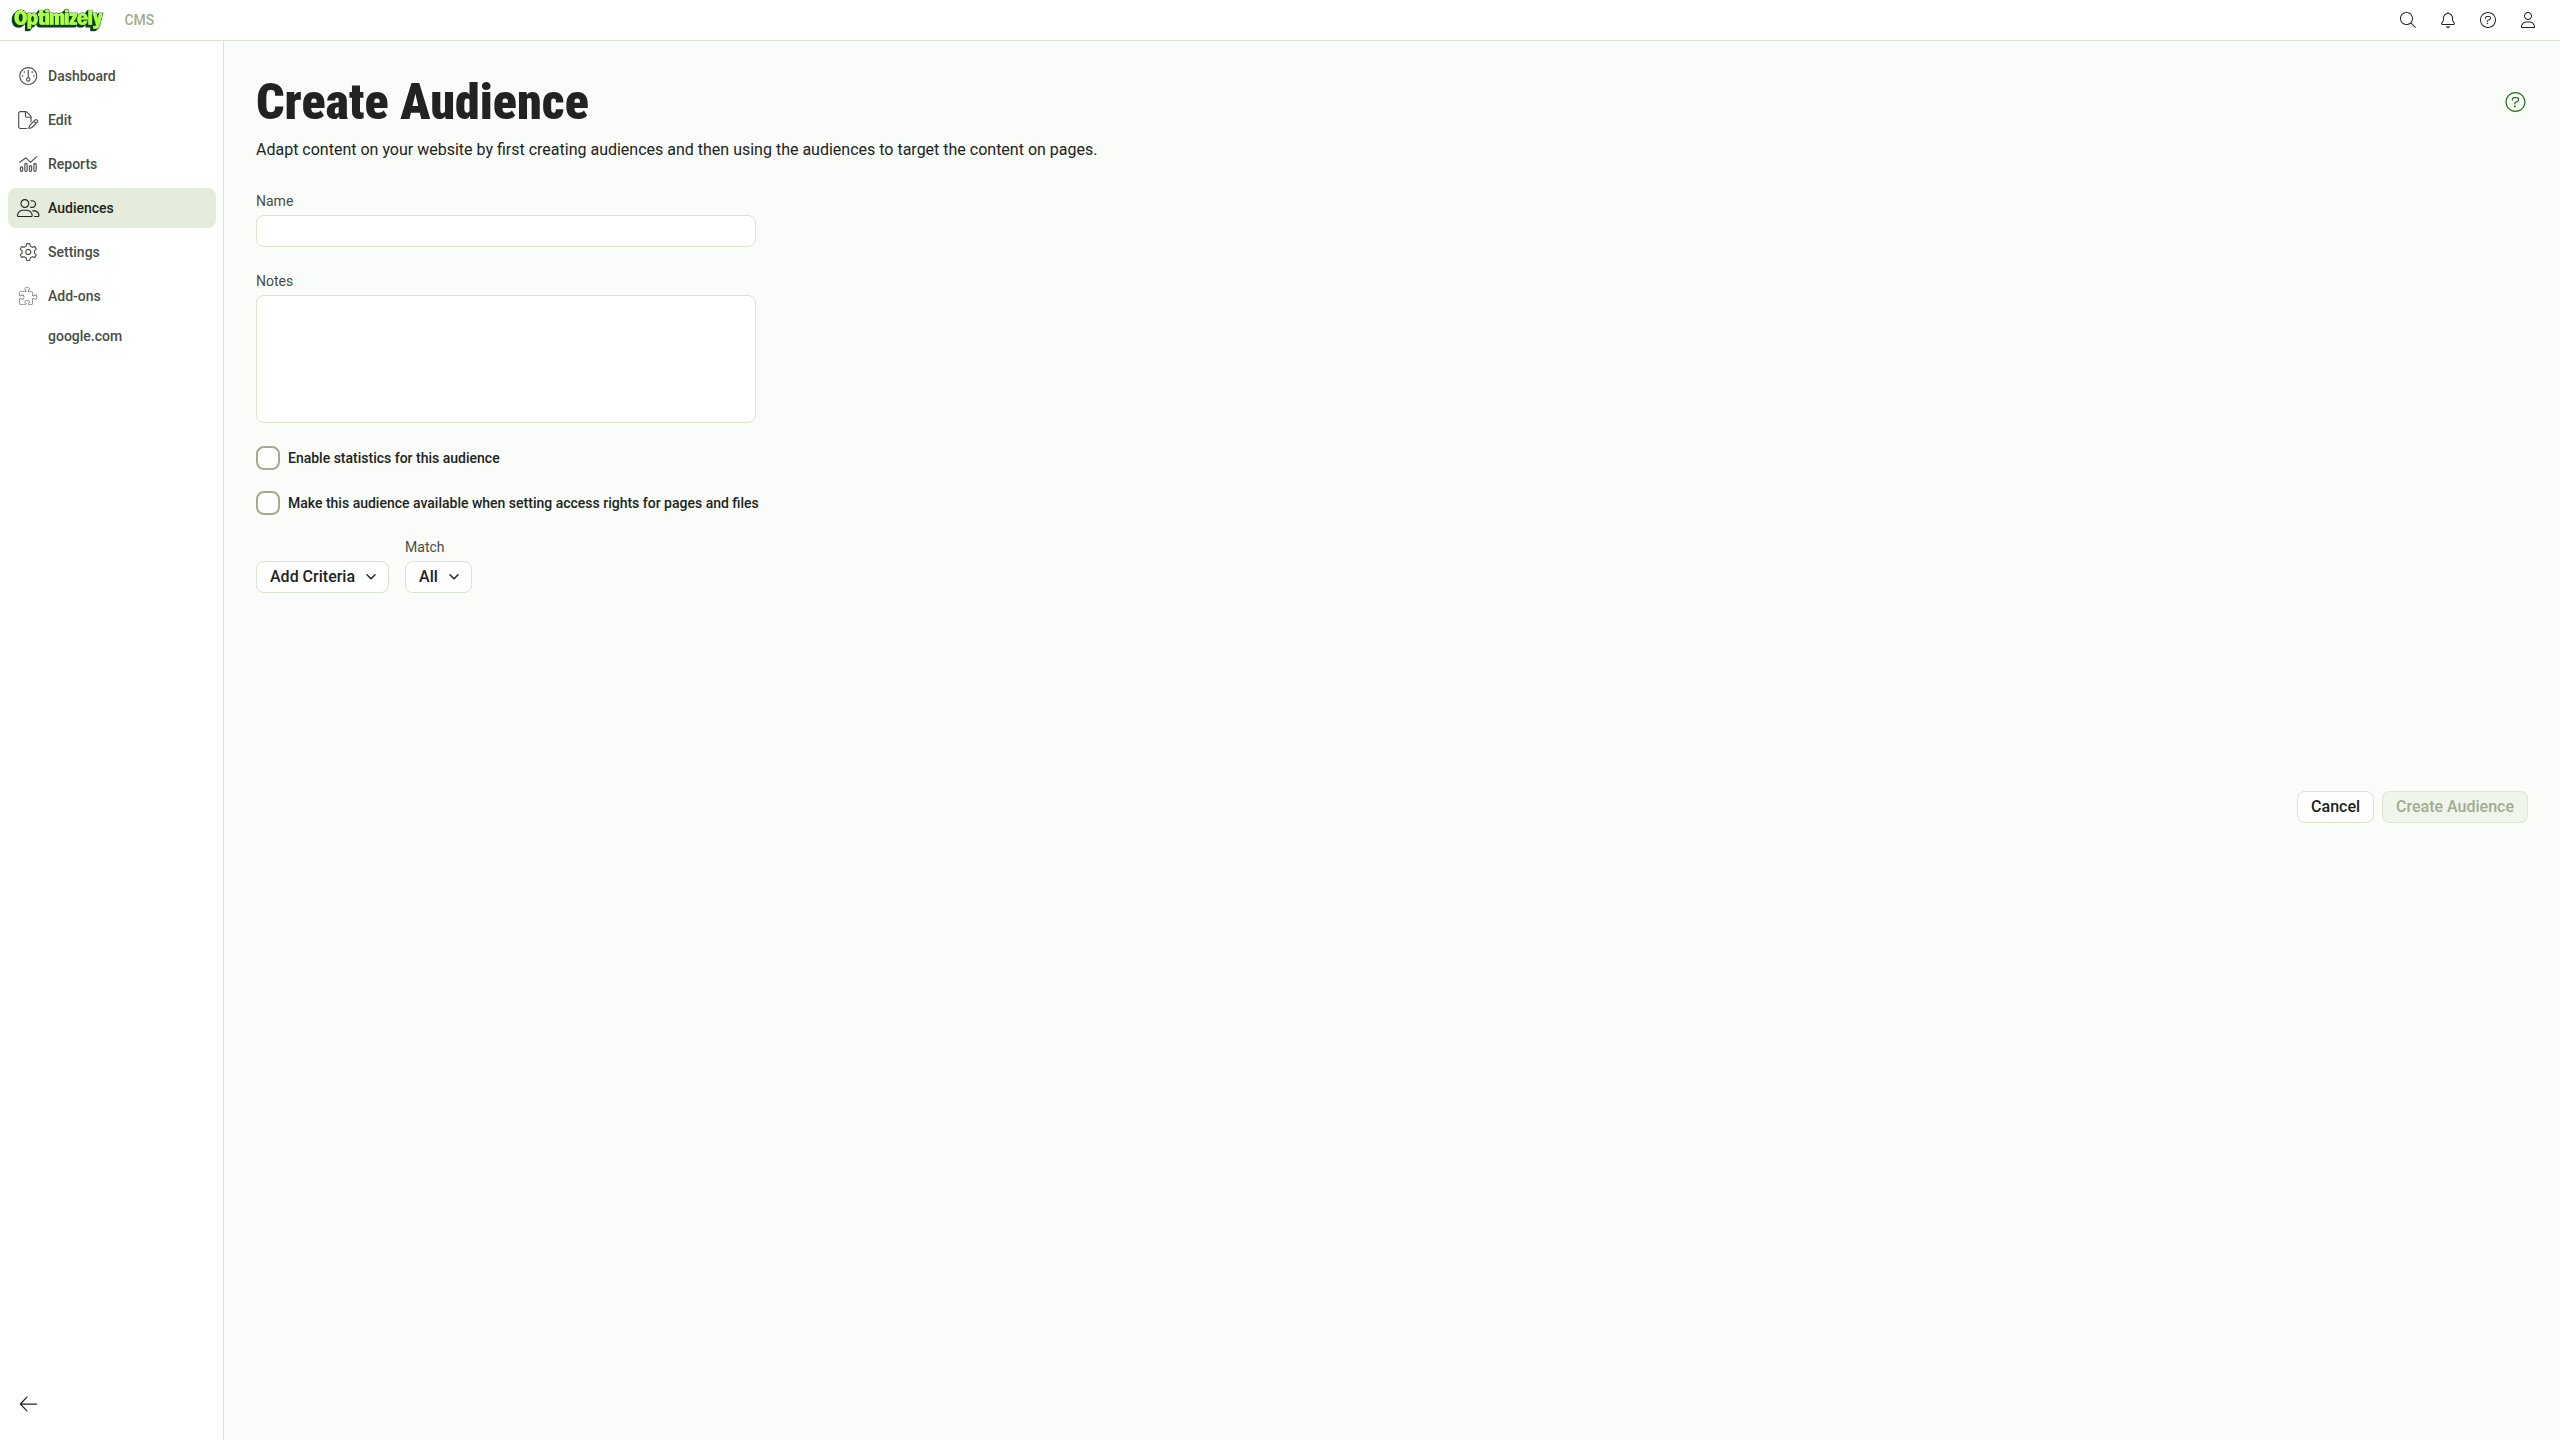 Optimizely CMS
Dashboard
Edit
Reports
Audiences
Settings
Add-ons
google.com
Create Audience
Adapt content on your website by first creating audiences and then using the audiences to target the content on pages.
Name
Notes
Enable statistics for this audience
Make this audience available when setting access rights for pages and files
Match
Add Criteria All
Cancel Create Audience